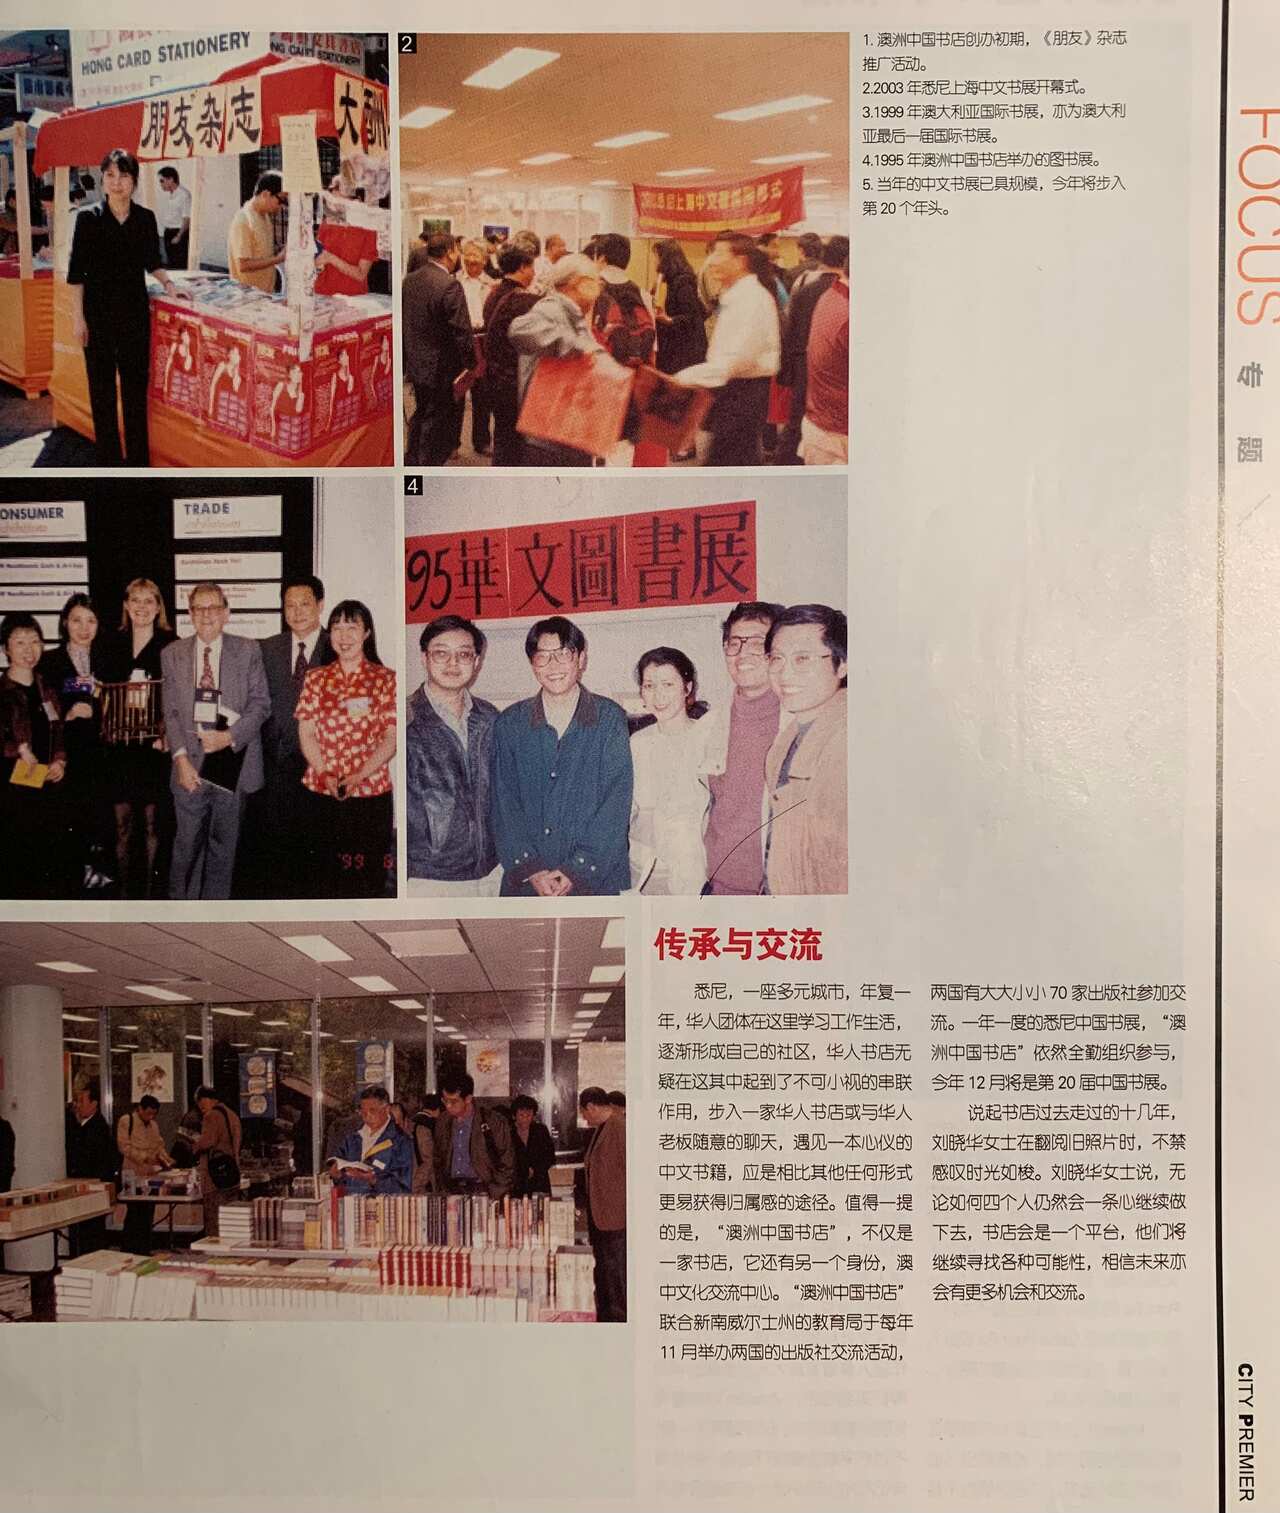 HONG CARD STATIONERY
HONG CARD STATIONERY
朋友杂志
大酬
2
1. 澳洲中国书店创办初期，《朋友》杂志
推广活动。
2.2003 年悉尼上海中文书展开幕式。
3.1999 年澳大利亚国际书展，亦为澳大利
亚最后一届国际书展。
4.1995 年澳洲中国书店举办的图书展。
5. 当年的中文书展已具规模，今年将步入
第 20 个年头。
FOCUS 专题
ONSUMER
TRADE
4
'95華文圖書展
传承与交流
悉尼，一座多元城市，年复一
年，华人团体在这里学习工作生活，
逐渐形成自己的社区，华人书店无
疑在这其中起到了不可小视的串联
作用，步入一家华人书店或与华人
老板随意的聊天，遇见一本心仪的
中文书籍，应是相比其他任何形式
更易获得归属感的途径。值得一提
的是，“澳洲中国书店”，不仅是
一家书店，它还有另一个身份，澳
中文化交流中心。“澳洲中国书店”
联合新南威尔士州的教育局于每年
11 月举办两国的出版社交流活动，
两国有大大小小 70 家出版社参加交
流。一年一度的悉尼中国书展，“澳
洲中国书店”依然全勤组织参与，
今年 12 月将是第 20 届中国书展。
说起书店过去走过的十几年，
刘晓华女士在翻阅旧照片时，不禁
感叹时光如梭。刘晓华女士说，无
论如何四个人仍然会一条心继续做
下去，书店会是一个平台，他们将
继续寻找各种可能性，相信未来亦
会有更多机会和交流。
CITY PREMIER